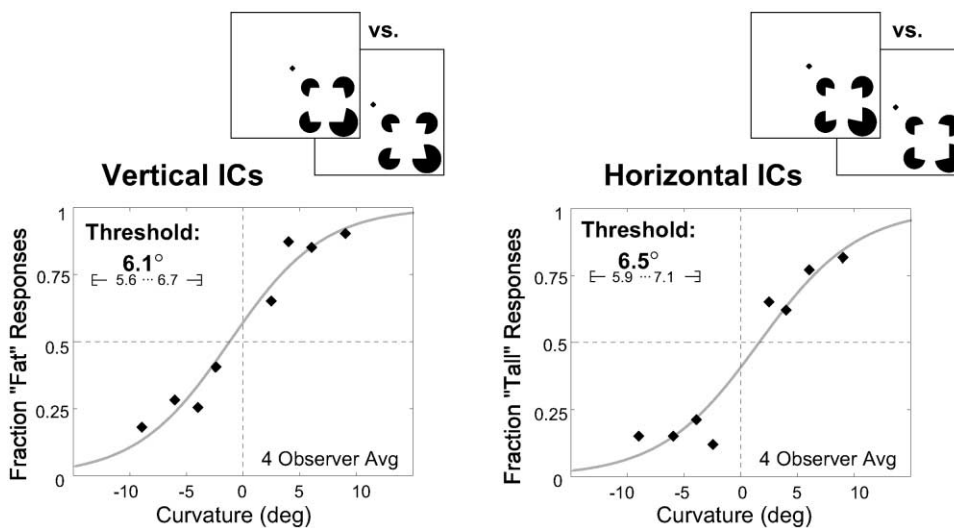 vs.
Vertical ICs
Fraction "Fat" Responses
1
0.75
0.5
0.25
0
Threshold:
6.1°
5.6 ··· 6.7
4 Observer Avg
-10
-5
0
5
10
Curvature (deg)
vs.
Horizontal ICs
Fraction "Tall" Responses
1
0.75
0.5
0.25
0
Threshold:
6.5°
5.9 ··· 7.1
4 Observer Avg
-10
-5
0
5
10
Curvature (deg)